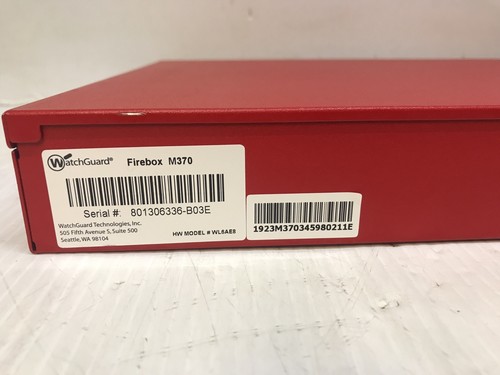 WatchGuard® Firebox M370
Serial #: 801306336-B03E
WatchGuard Technologies, Inc.
505 Fifth Avenue S, Suite 500
Seattle, WA 98104
HW MODEL # WL6AE8
1923M370345980211E